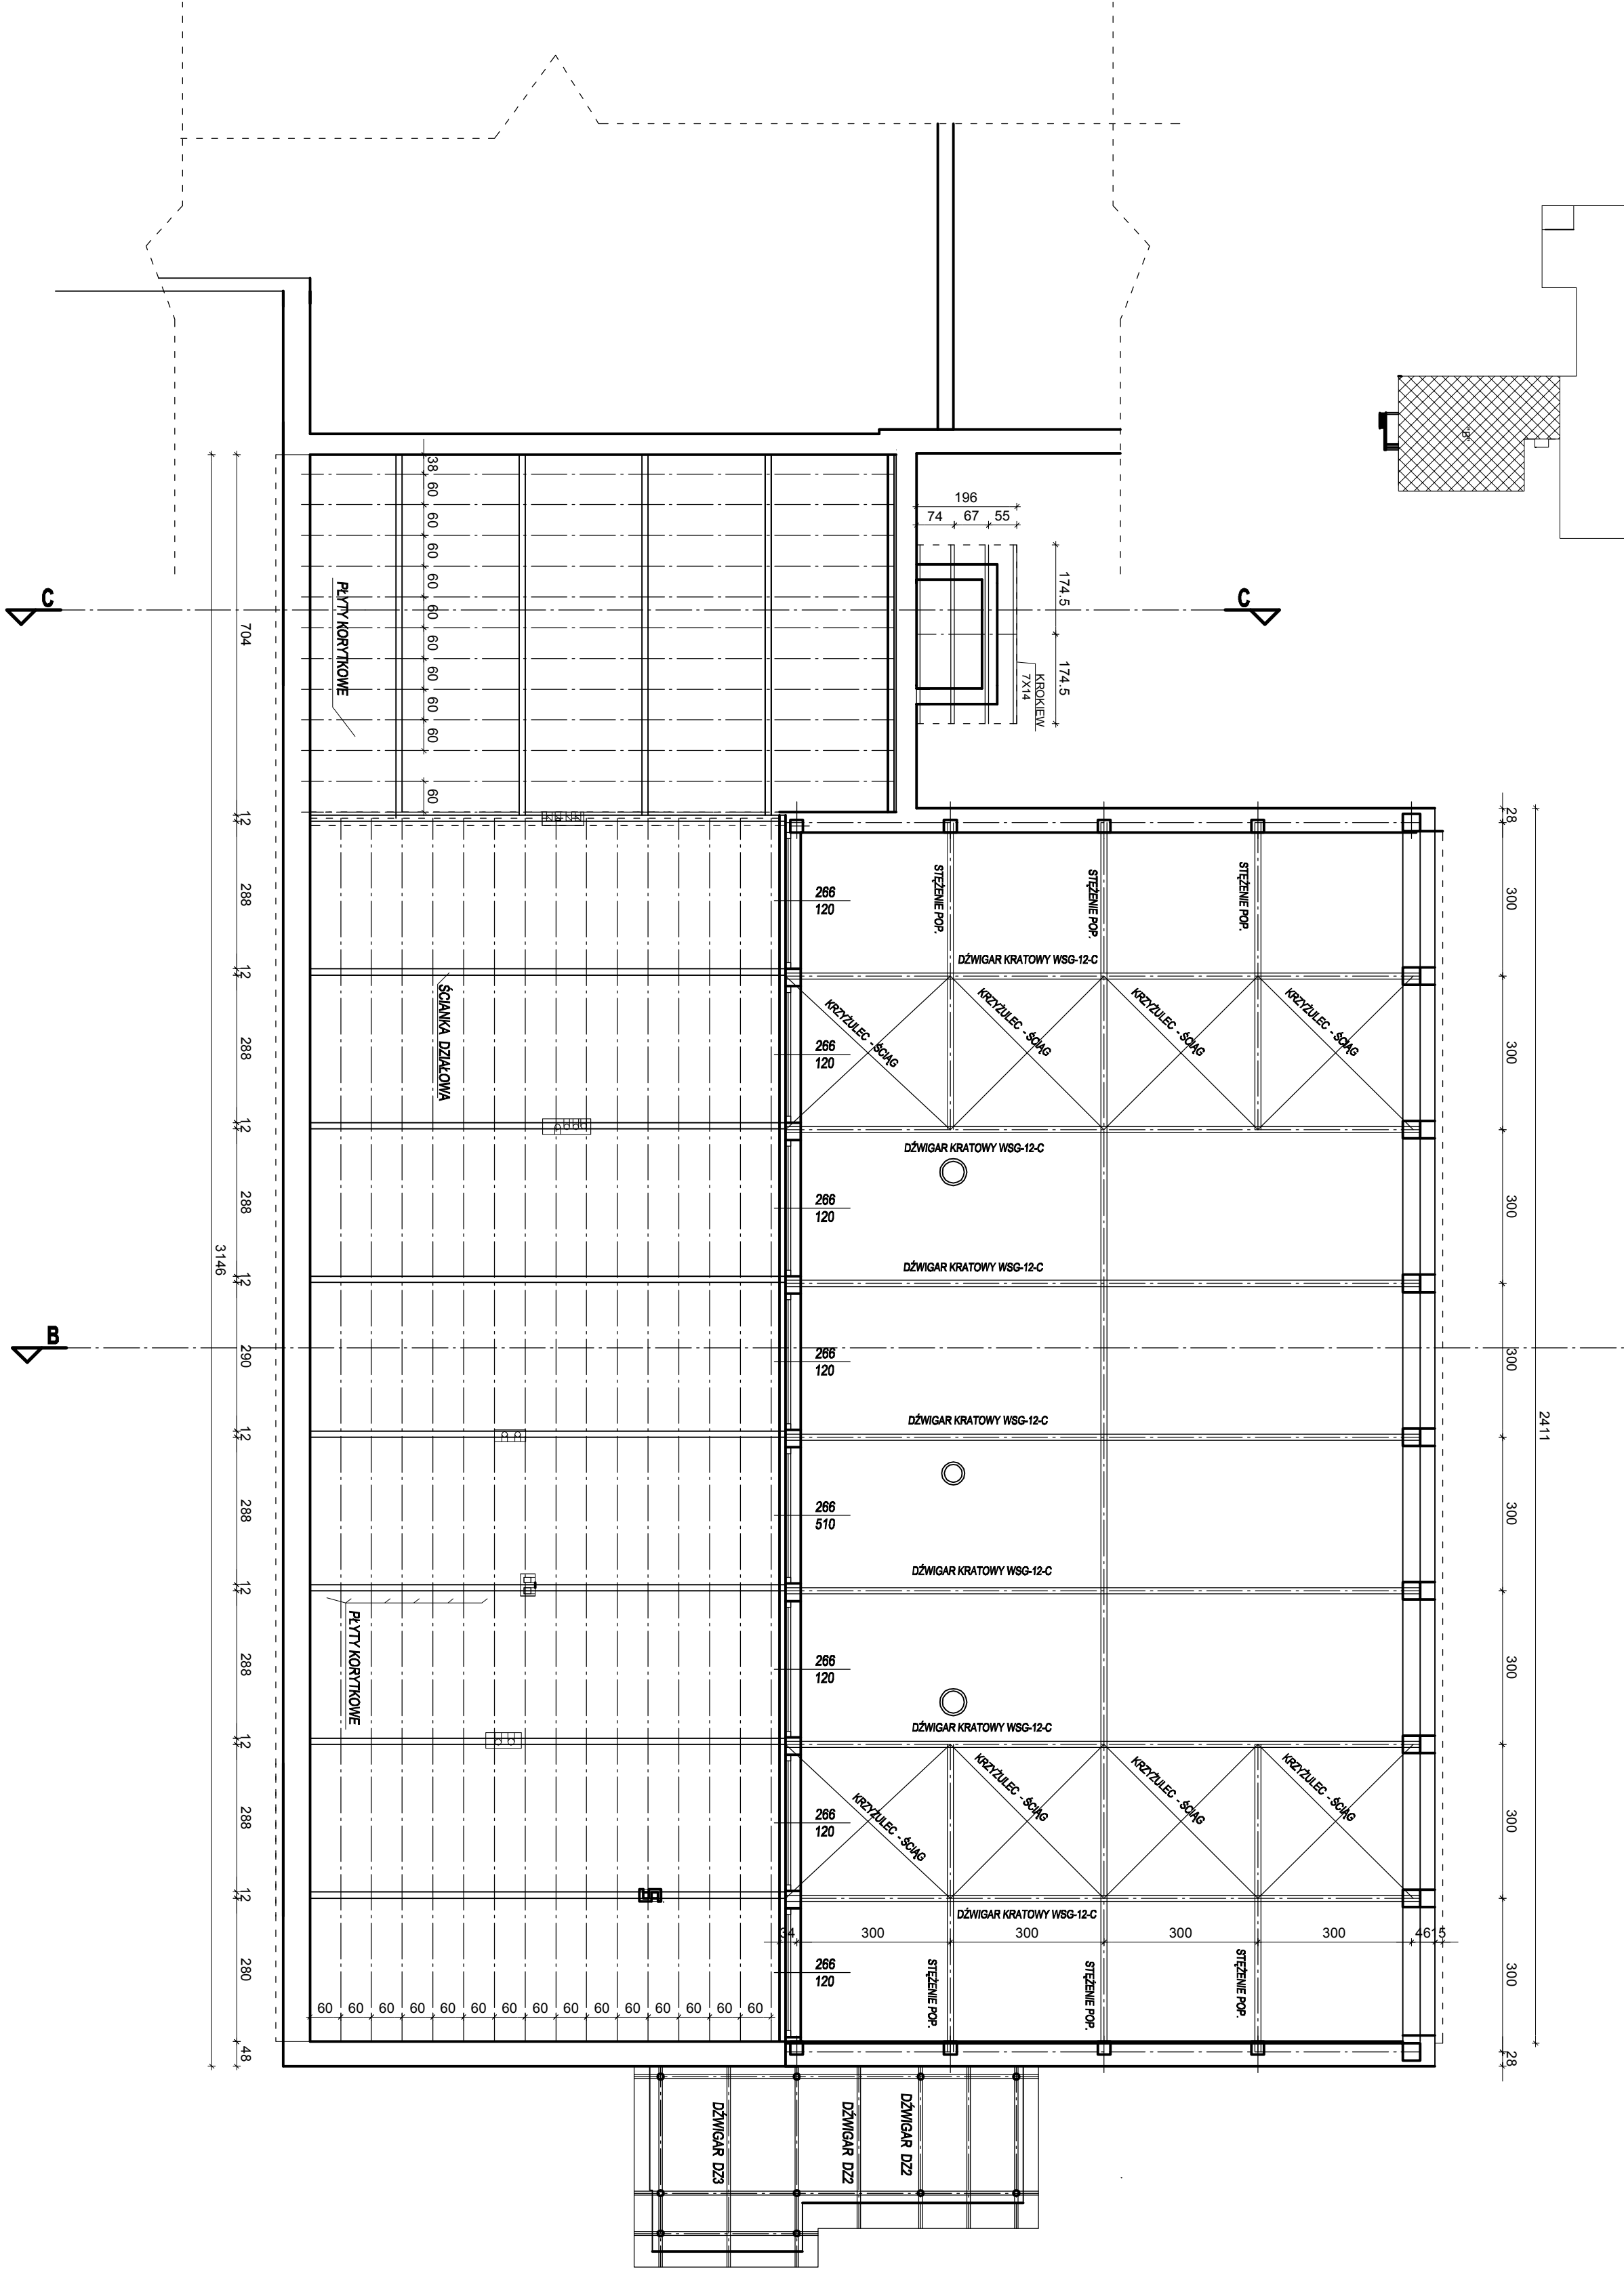 "B"
196
74 67 55
174.5
174.5
KROKIEW
7X14
C
C
38
60
60
60
60
60
60
60
60
60
60
PŁYTY KORYTKOWE
704
12
288
12
288
12
288
12
290
12
288
12
288
12
288
12
280
48
3146
28
300
300
300
300
300
300
300
300
28
2411
STĘŻENIE POP.
STĘŻENIE POP.
STĘŻENIE POP.
266
120
DŹWIGAR KRATOWY WSG-12-C
KRZYŻULEC - ŚCIĄG
KRZYŻULEC - ŚCIĄG
KRZYŻULEC - ŚCIĄG
KRZYŻULEC - ŚCIĄG
ŚCIANKA DZIAŁOWA
266
120
DŹWIGAR KRATOWY WSG-12-C
266
120
DŹWIGAR KRATOWY WSG-12-C
B
266
120
DŹWIGAR KRATOWY WSG-12-C
266
510
DŹWIGAR KRATOWY WSG-12-C
PŁYTY KORYTKOWE
266
120
DŹWIGAR KRATOWY WSG-12-C
KRZYŻULEC - ŚCIĄG
KRZYŻULEC - ŚCIĄG
KRZYŻULEC - ŚCIĄG
KRZYŻULEC - ŚCIĄG
266
120
DŹWIGAR KRATOWY WSG-12-C
34 300 300 300 300 46 15
STĘŻENIE POP.
STĘŻENIE POP.
STĘŻENIE POP.
266
120
60 60 60 60 60 60 60 60 60 60 60 60 60 60 60
DŹWIGAR DZ3
DŹWIGAR DZ2
DŹWIGAR DZ2